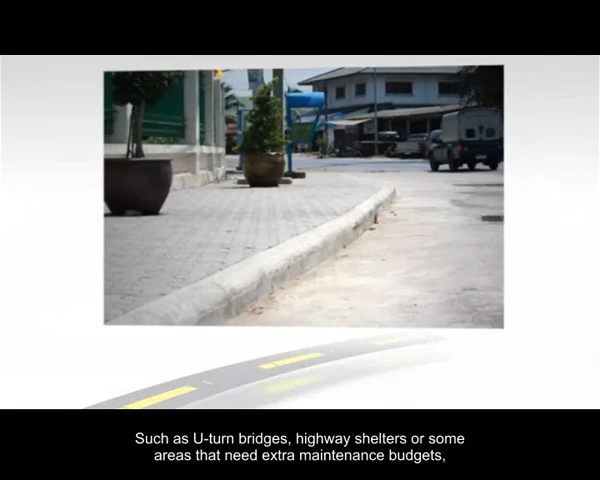 Such as U-turn bridges, highway shelters or some
areas that need extra maintenance budgets,